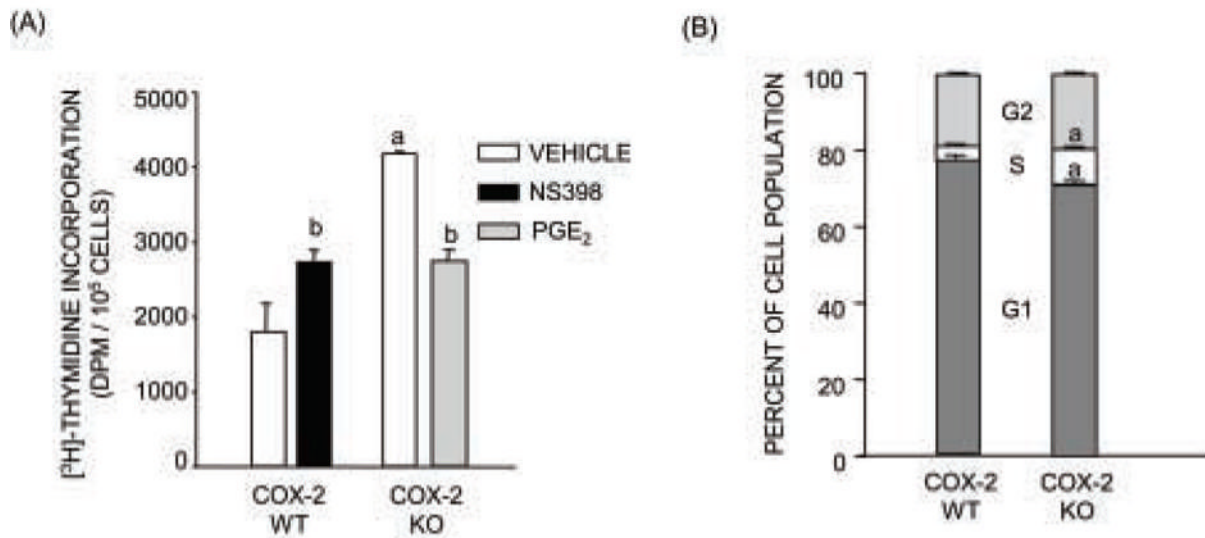 (A)
[³H]-THYMIDINE INCORPORATION
(DPM / 10⁵ CELLS)
5000
4000
3000
2000
1000
0
b
a
b
VEHICLE
NS398
PGE₂
COX-2
WT
COX-2
KO
(B)
PERCENT OF CELL POPULATION
100
80
60
40
20
0
G2
S
G1
a
a
COX-2
WT
COX-2
KO